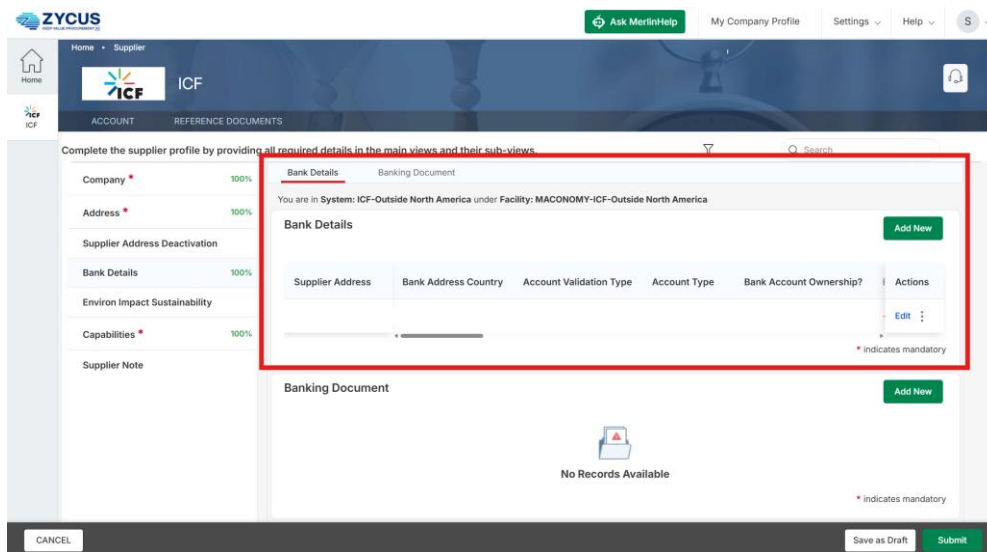 ZYCUS
Ask MerlinHelp
My Company Profile
Settings
Help
S
Home • Supplier
Home
ICF
ICF
ICF
ICF
ACCOUNT
REFERENCE DOCUMENTS
Complete the supplier profile by providing all required details in the main views and their sub-views.
Search
Company * 100%
Address * 100%
Supplier Address Deactivation
Bank Details 100%
Environ Impact Sustainability
Capabilities * 100%
Supplier Note
Bank Details
Banking Document
You are in System: ICF-Outside North America under Facility: MACONOMY-ICF-Outside North America
Bank Details
Add New
Supplier Address Bank Address Country Account Validation Type Account Type Bank Account Ownership? Actions
Edit
* indicates mandatory
Banking Document
Add New
No Records Available
* indicates mandatory
CANCEL
Save as Draft
Submit